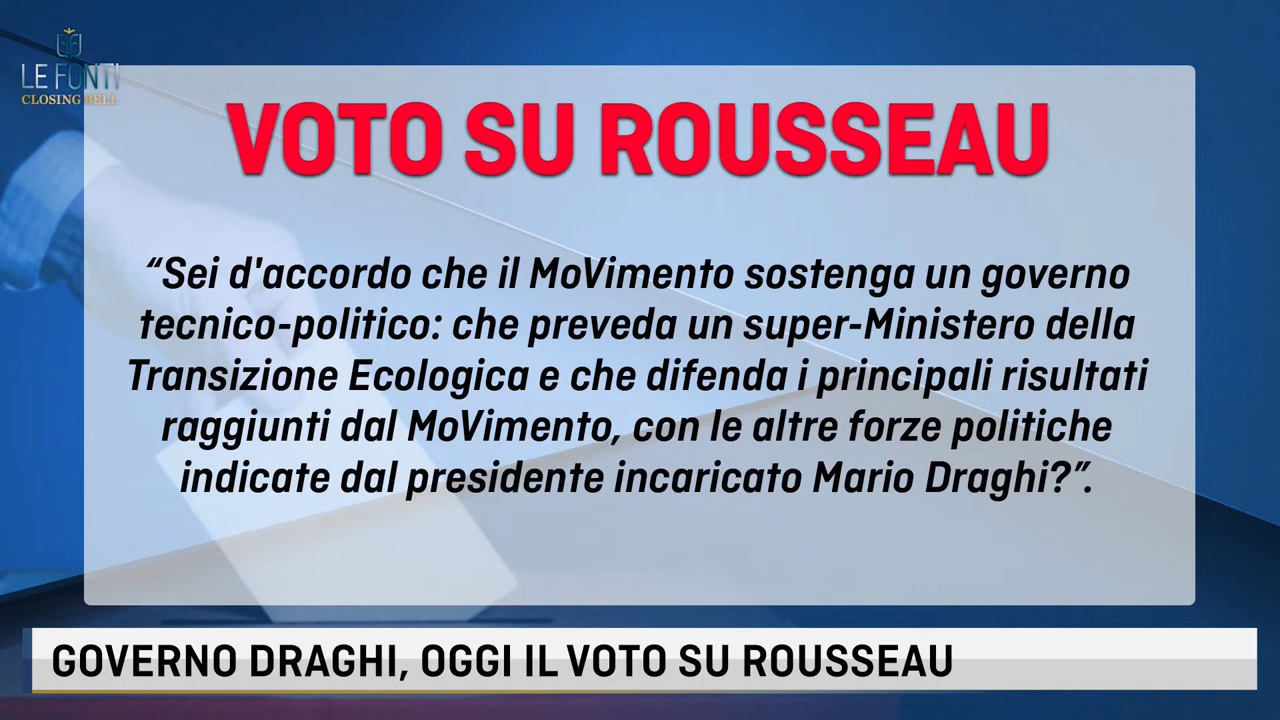 LE FONTI
CLOSING BELL
VOTO SU ROUSSEAU
“Sei d'accordo che il MoVimento sostenga un governo
tecnico-politico: che preveda un super-Ministero della
Transizione Ecologica e che difenda i principali risultati
raggiunti dal MoVimento, con le altre forze politiche
indicate dal presidente incaricato Mario Draghi?”.
GOVERNO DRAGHI, OGGI IL VOTO SU ROUSSEAU